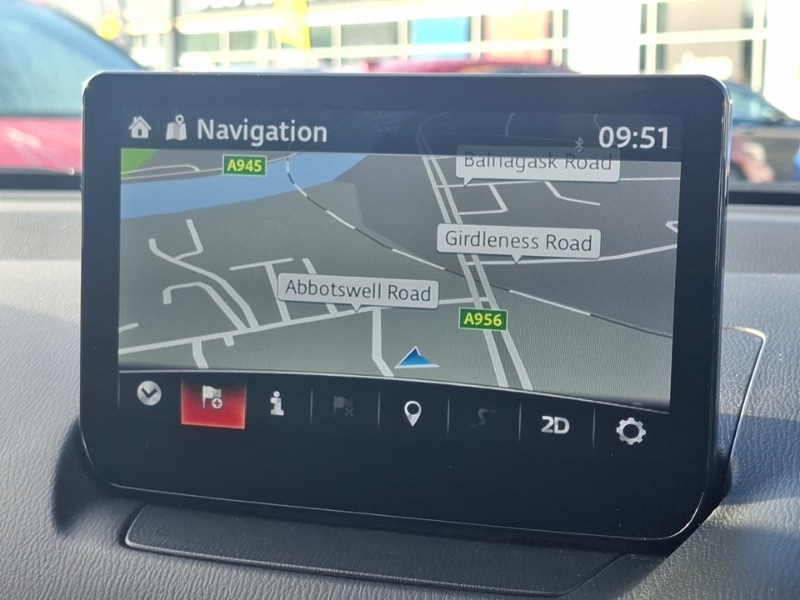 Navigation
09:51
A945
Balnagask Road
Girdleness Road
Abbotswell Road
A956
2D